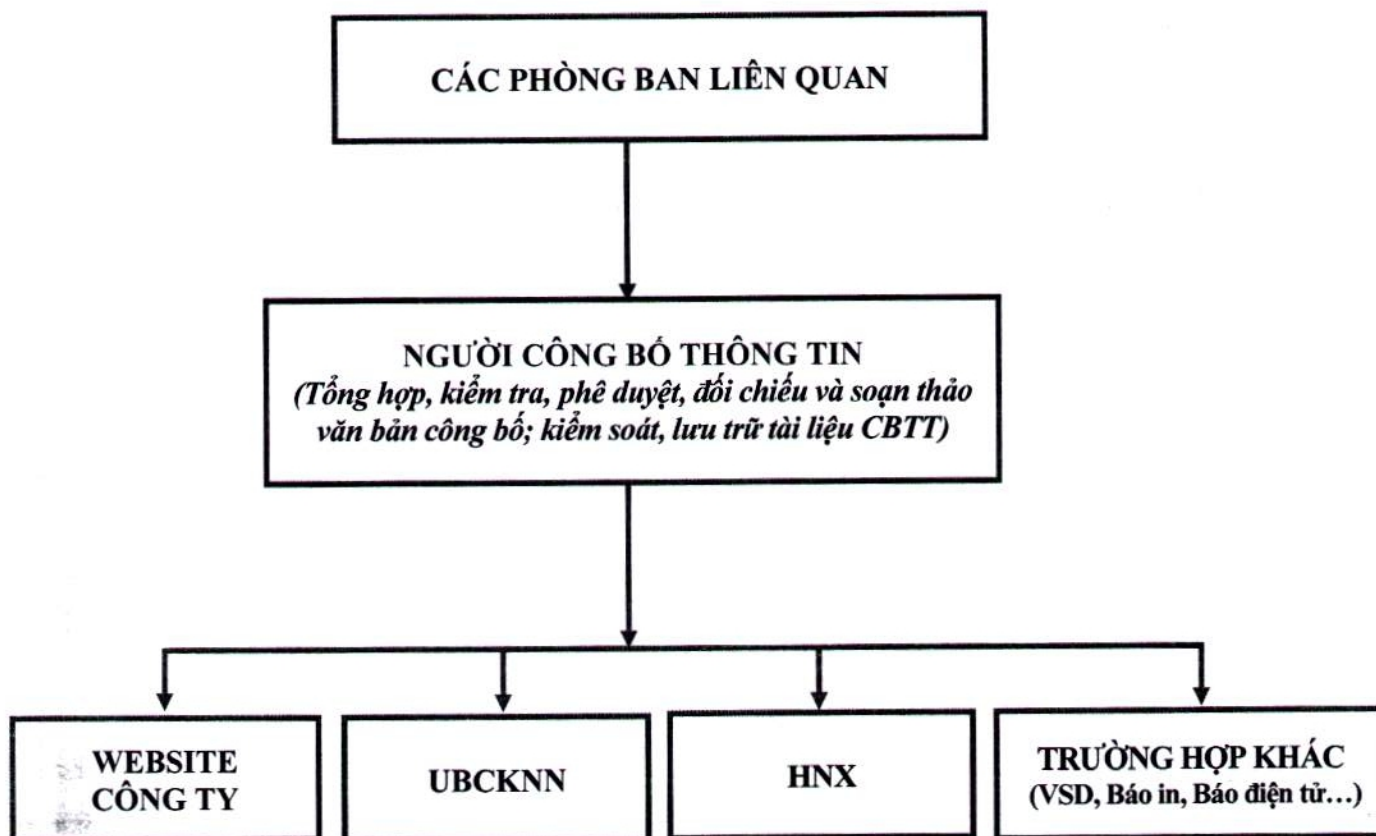 CÁC PHÒNG BAN LIÊN QUAN
NGƯỜI CÔNG BỐ THÔNG TIN
(Tổng hợp, kiểm tra, phê duyệt, đối chiếu và soạn thảo
văn bản công bố; kiểm soát, lưu trữ tài liệu CBTT)
WEBSITE
CÔNG TY
UBCKNN
HNX
TRƯỜNG HỢP KHÁC
(VSD, Báo in, Báo điện tử...)